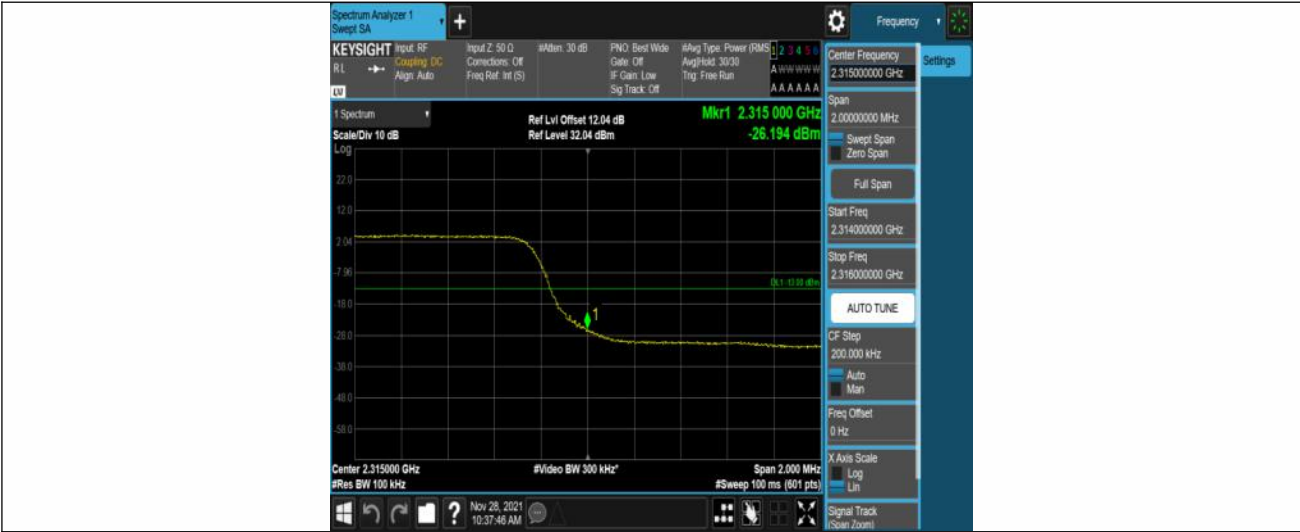 Spectrum Analyzer 1
Swept SA
+
Frequency
KEYSIGHT
RL
Input: RF
Coupling: DC
Align: Auto
Input Z: 50 Ω
Corrections: Off
Freq Ref: Int (S)
#Atten: 30 dB
PNO: Best Wide
Gate: Off
IF Gain: Low
Sig Track: Off
#Avg Type: Power (RMS
Avg|Hold: 30/30
Trig: Free Run
1 2 3 4 5 6
A W W W W W
A A A A A A
1 Spectrum
Scale/Div 10 dB
Log
Ref Lvl Offset 12.04 dB
Ref Level 32.04 dBm
Mkr1 2.315 000 GHz
-26.194 dBm
22.0
12.0
2.04
-7.96
-18.0
-28.0
-38.0
-48.0
-58.0
DL1 -13.00 dBm
1
Center 2.315000 GHz
#Res BW 100 kHz
#Video BW 300 kHz*
Span 2.000 MHz
#Sweep 100 ms (601 pts)
?
Nov 28, 2021
10:37:46 AM
Center Frequency
2.315000000 GHz
Settings
Span
2.00000000 MHz
Swept Span
Zero Span
Full Span
Start Freq
2.314000000 GHz
Stop Freq
2.316000000 GHz
AUTO TUNE
CF Step
200.000 kHz
Auto
Man
Freq Offset
0 Hz
X Axis Scale
Log
Lin
Signal Track
(Span Zoom)